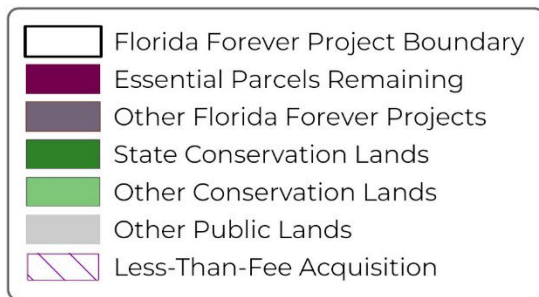 Florida Forever Project Boundary
Essential Parcels Remaining
Other Florida Forever Projects
State Conservation Lands
Other Conservation Lands
Other Public Lands
Less-Than-Fee Acquisition